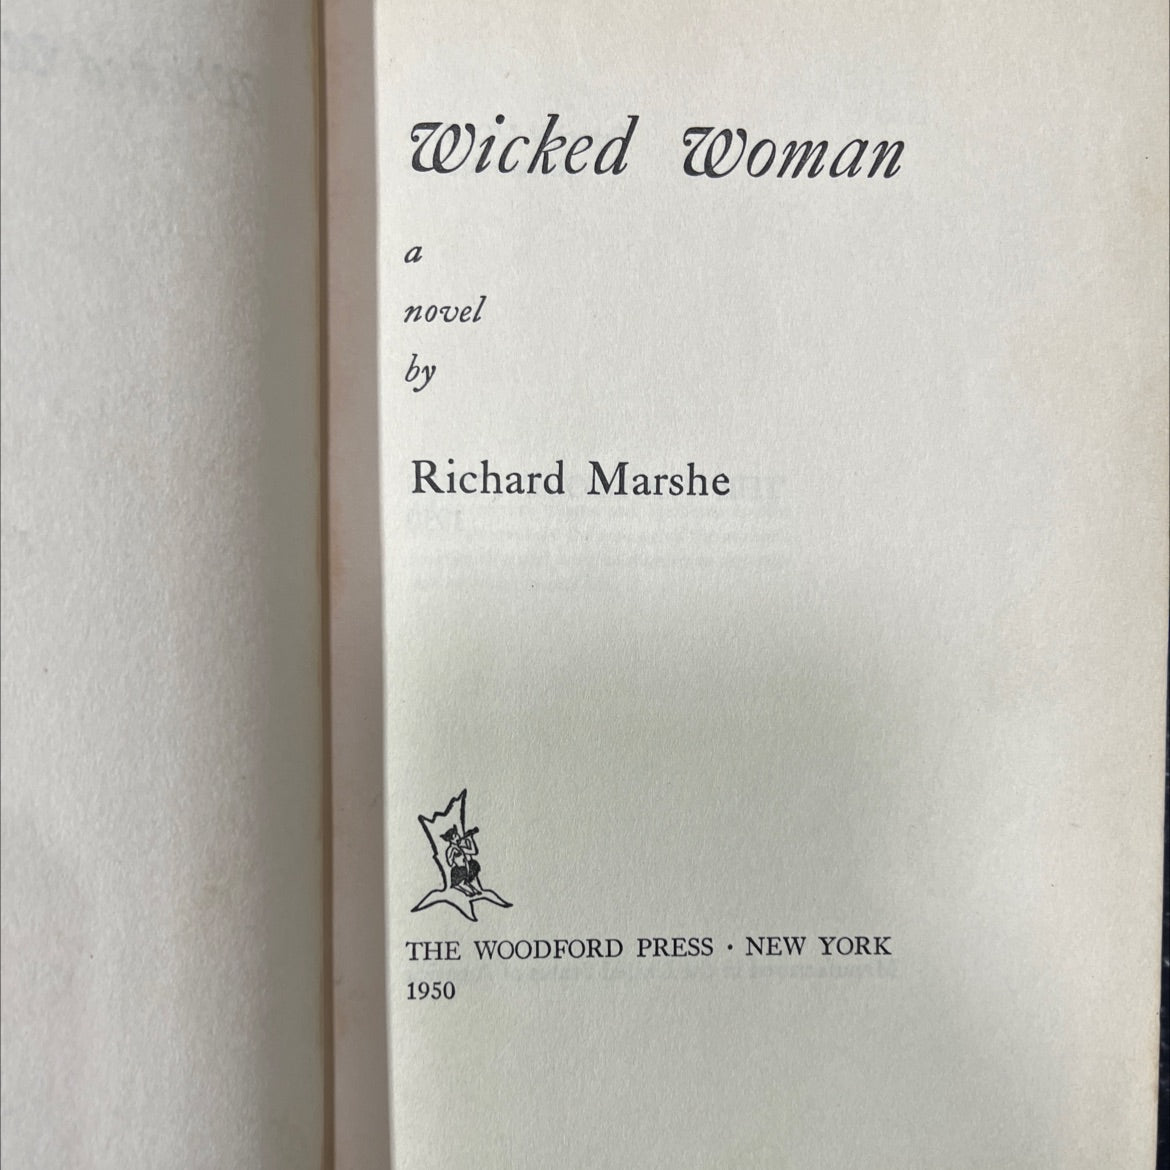 Wicked Woman
a
novel
by
Richard Marshe
THE WOODFORD PRESS · NEW YORK
1950